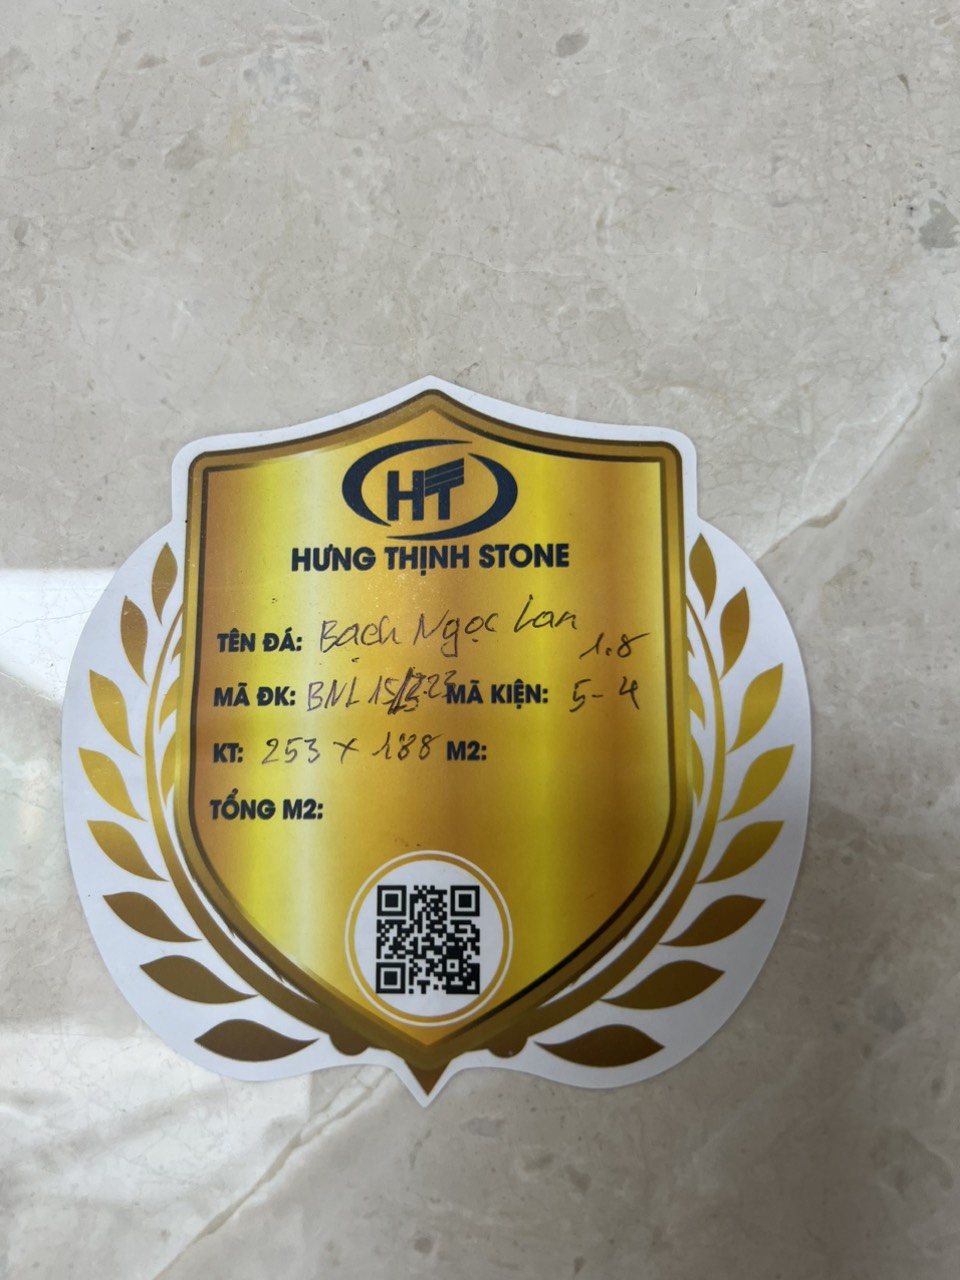 HT
HƯNG THỊNH STONE
TÊN ĐÁ: Bạch Ngọc Lan
1.8
MÃ ĐK: BNL MÃ KIỆN: 5-4
KT: 253 x 188 M2:
TỔNG M2: